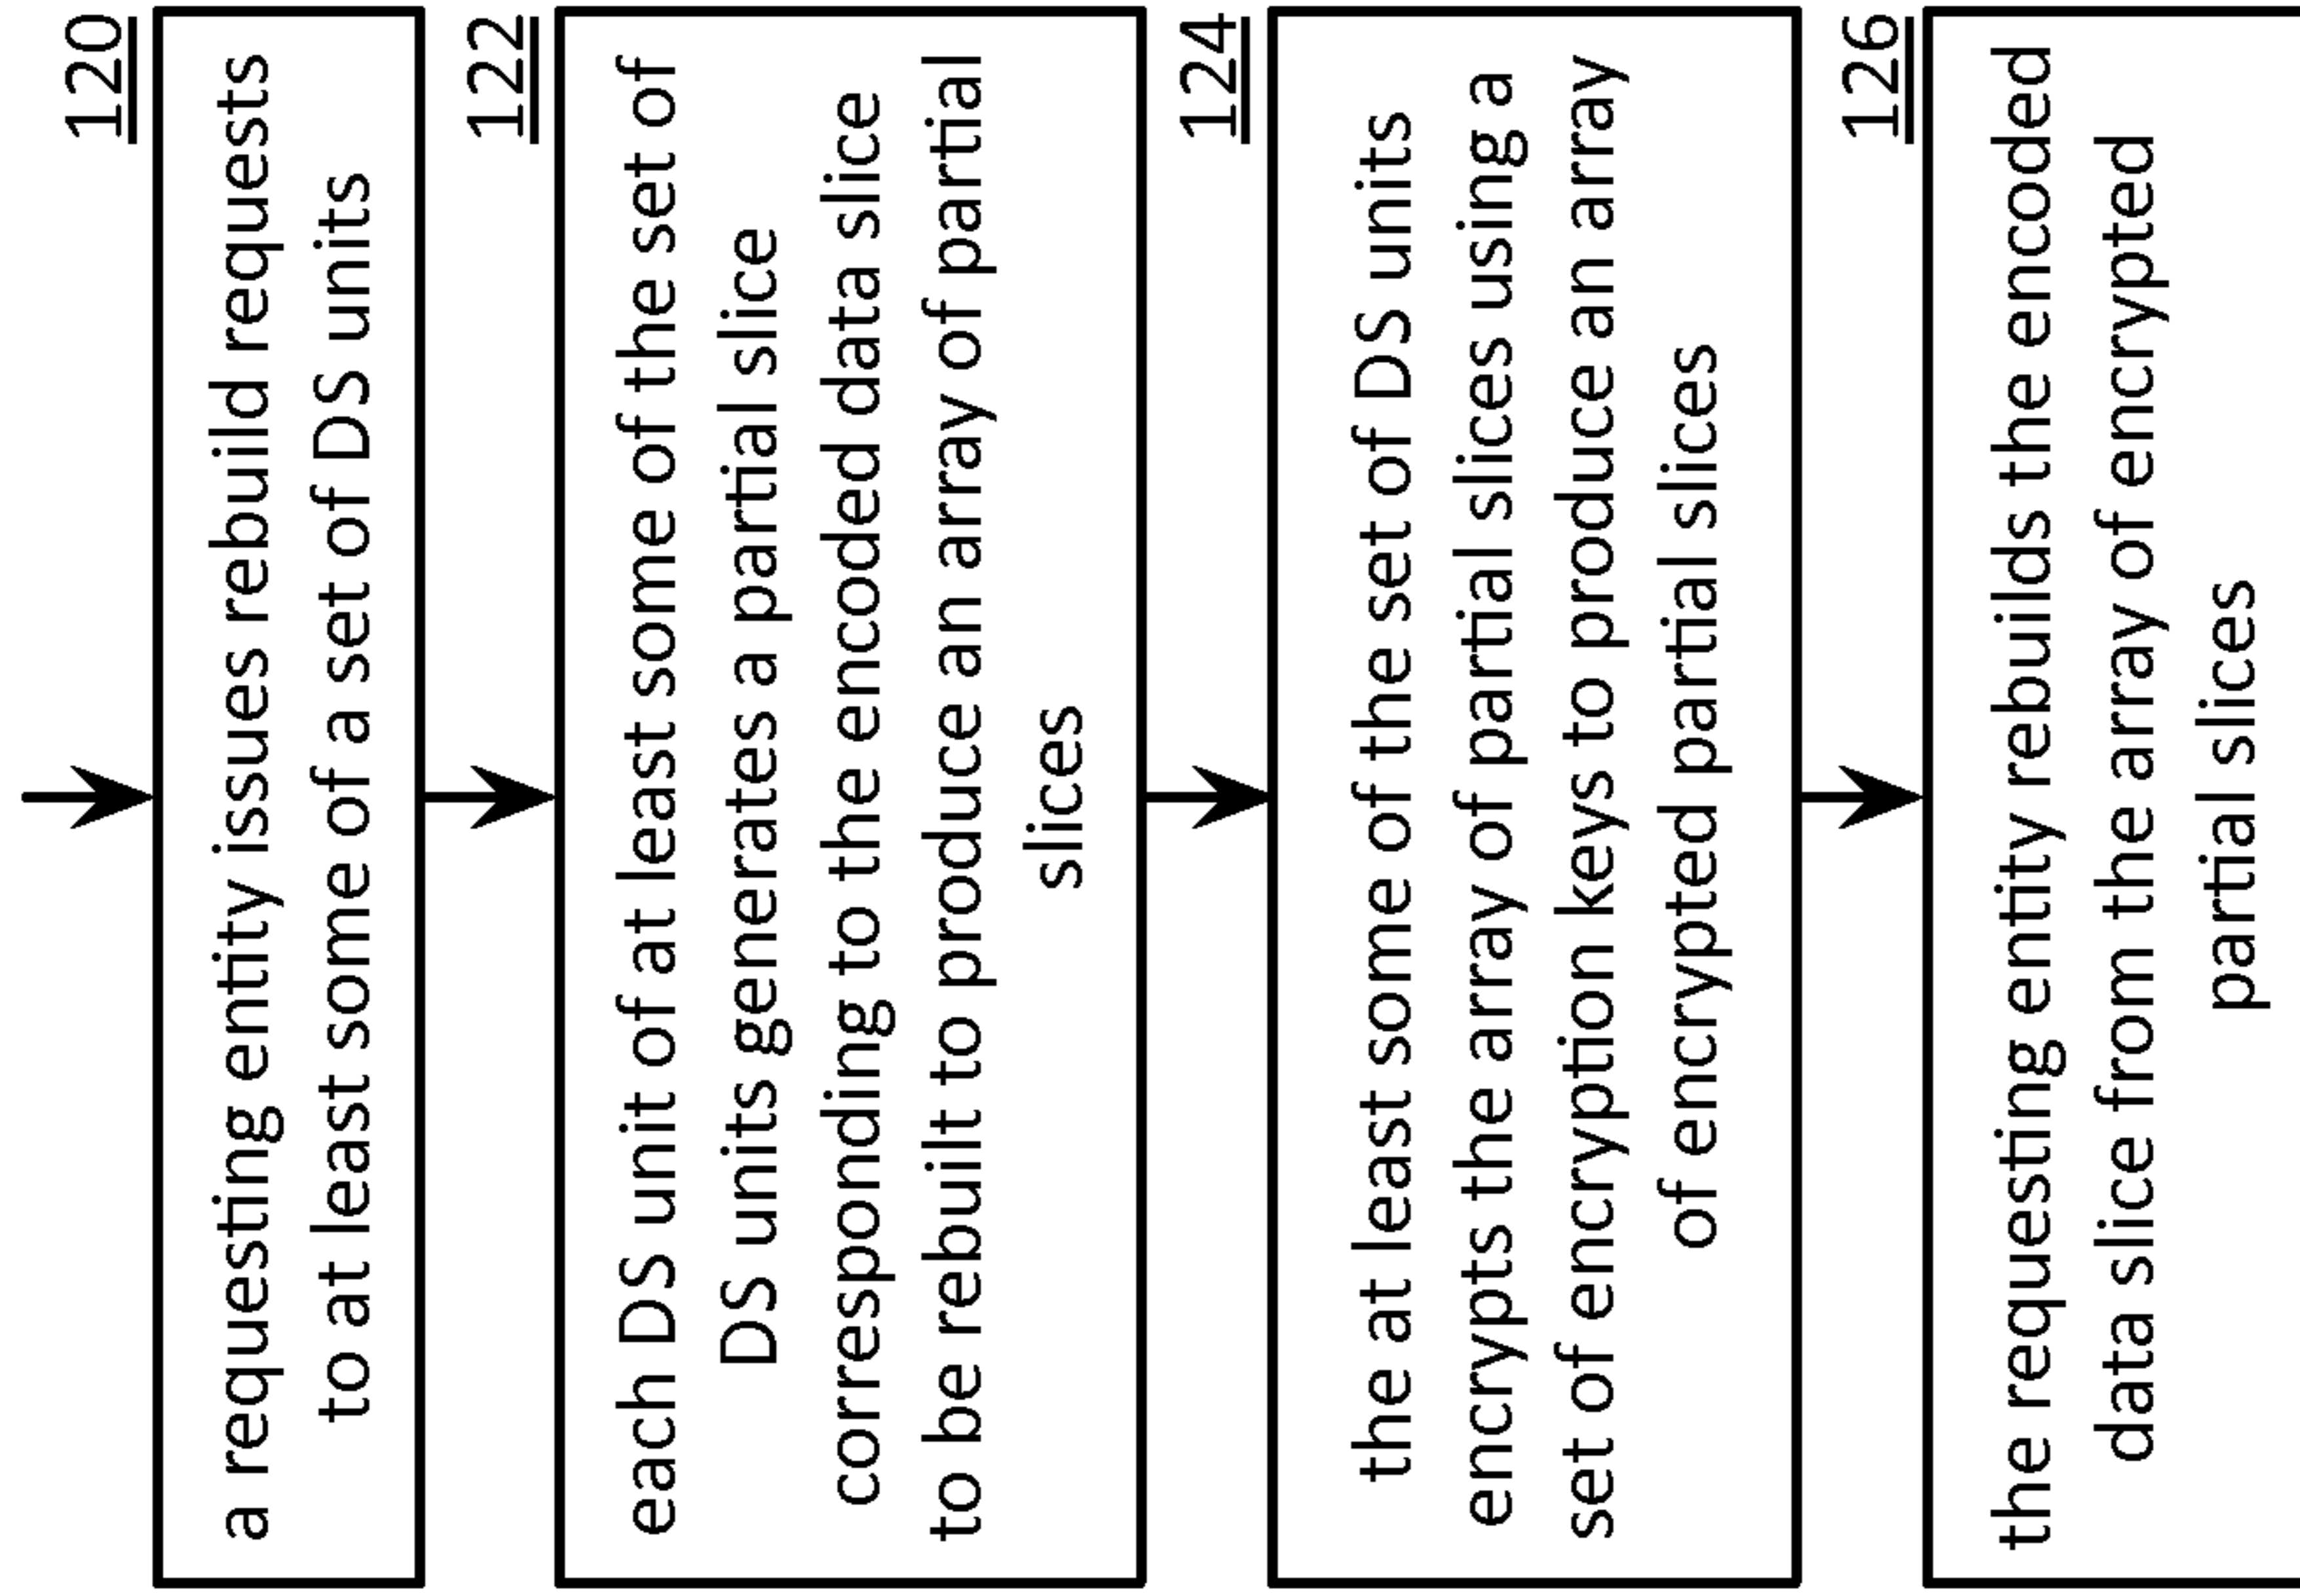 120
a requesting entity issues rebuild requests
to at least some of a set of DS units
122
each DS unit of at least some of the set of
DS units generates a partial slice
corresponding to the encoded data slice
to be rebuilt to produce an array of partial
slices
124
the at least some of the set of DS units
encrypts the array of partial slices using a
set of encryption keys to produce an array
of encrypted partial slices
126
the requesting entity rebuilds the encoded
data slice from the array of encrypted
partial slices